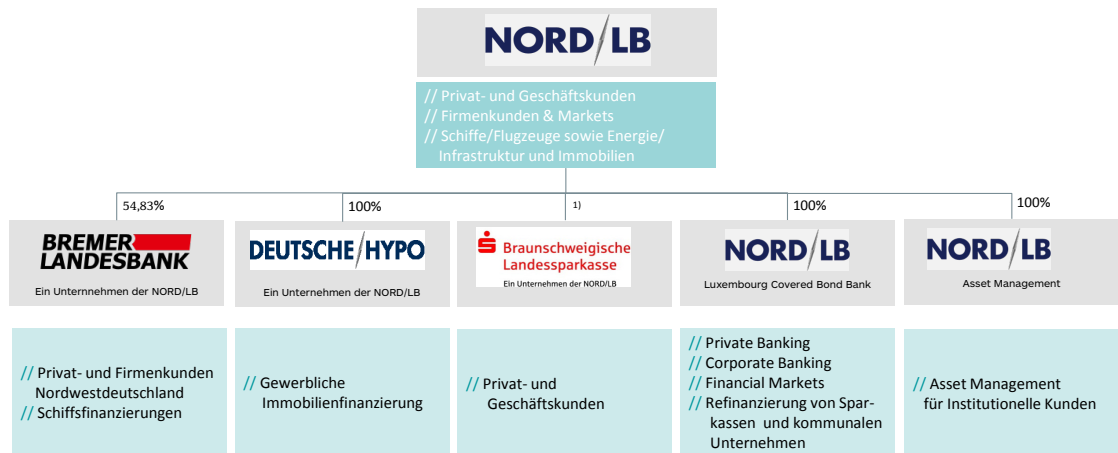 NORD/LB
// Privat- und Geschäftskunden
// Firmenkunden & Markets
// Schiffe/Flugzeuge sowie Energie/
Infrastruktur und Immobilien
54,83%
100%
1)
100%
100%
BREMER
LANDESBANK
Ein Unternnehmen der NORD/LB
DEUTSCHE/HYPO
Ein Unternehmen der NORD/LB
Braunschweigische
Landessparkasse
Ein Unternehmen der NORD/LB
NORD/LB
Luxembourg Covered Bond Bank
NORD/LB
Asset Management
// Privat- und Firmenkunden
Nordwestdeutschland
// Schiffsfinanzierungen
// Gewerbliche
Immobilienfinanzierung
// Privat- und
Geschäftskunden
// Private Banking
// Corporate Banking
// Financial Markets
// Refinanzierung von Spar-
kassen und kommunalen
Unternehmen
// Asset Management
für Institutionelle Kunden